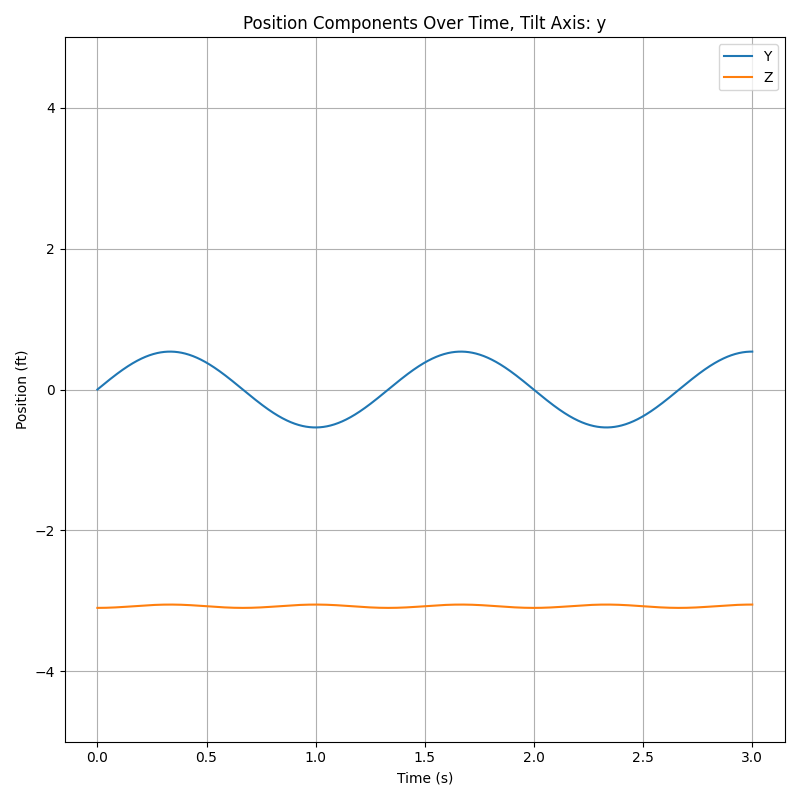 Position Components Over Time, Tilt Axis: y
Y
Z
4
2
0
−2
−4
Position (ft)
0.0 0.5 1.0 1.5 2.0 2.5 3.0
Time (s)